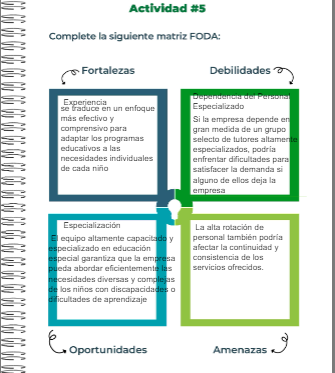 Actividad #5
Complete la siguiente matriz FODA:
Fortalezas
Debilidades
Experiencia
se traduce en un enfoque
más efectivo y
comprensivo para
adaptar los programas
educativos a las
necesidades individuales
de cada niño
Dependencia del Personal
Especializado
Si la empresa depende en
gran medida de un grupo
selecto de tutores altamente
especializados, podría
enfrentar dificultades para
satisfacer la demanda si
alguno de ellos deja la
empresa
Especialización
El equipo altamente capacitado y
especializado en educación
especial garantiza que la empresa
pueda abordar eficientemente las
necesidades diversas y complejas
de los niños con discapacidades o
dificultades de aprendizaje
La alta rotación de
personal también podría
afectar la continuidad y
consistencia de los
servicios ofrecidos.
Oportunidades
Amenazas